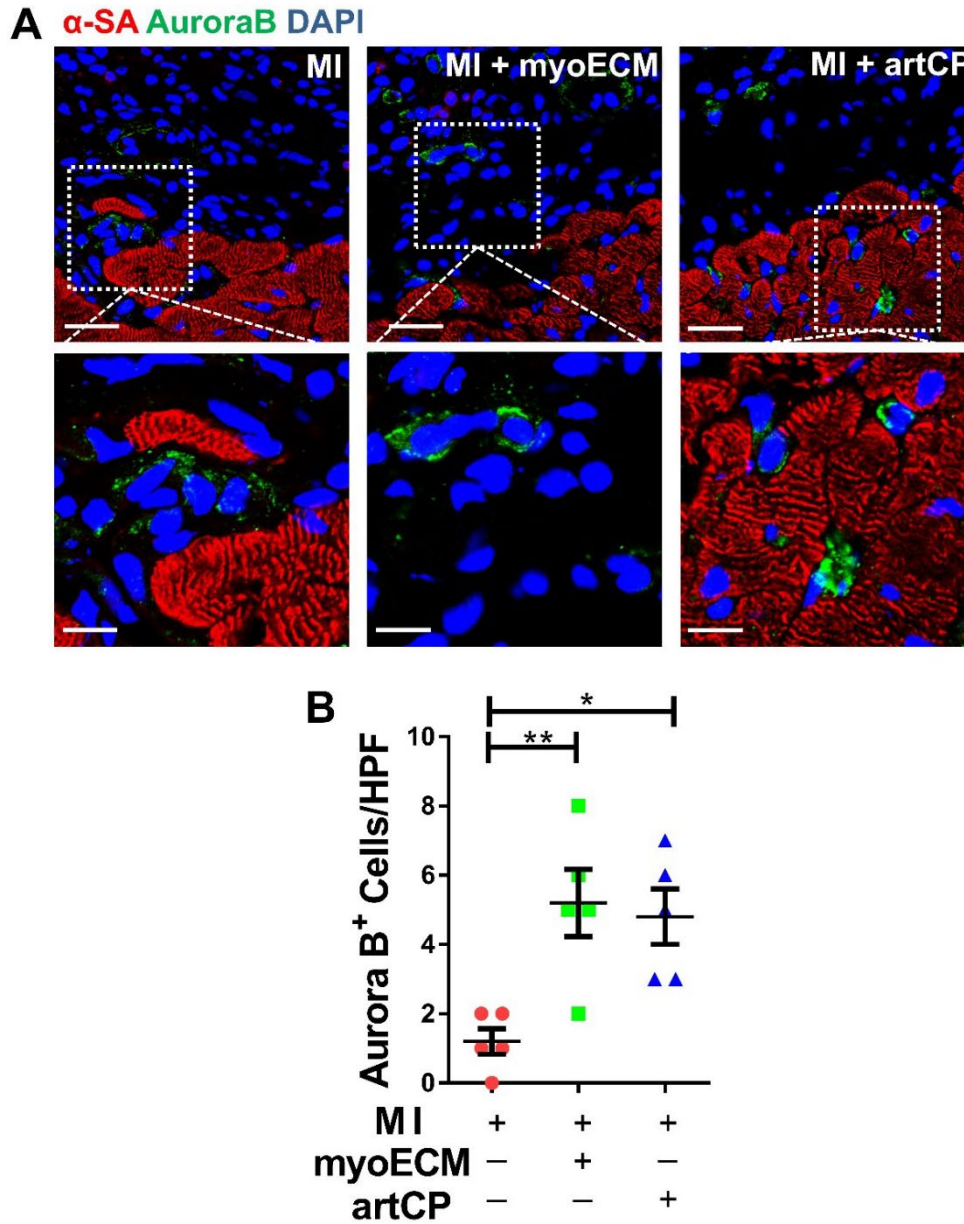 A α-SA AuroraB DAPI
MI
MI + myoECM
MI + artCP
B
*
**
Aurora B⁺ Cells/HPF
10
8
6
4
2
0
MI + + +
myoECM – + –
artCP – – +